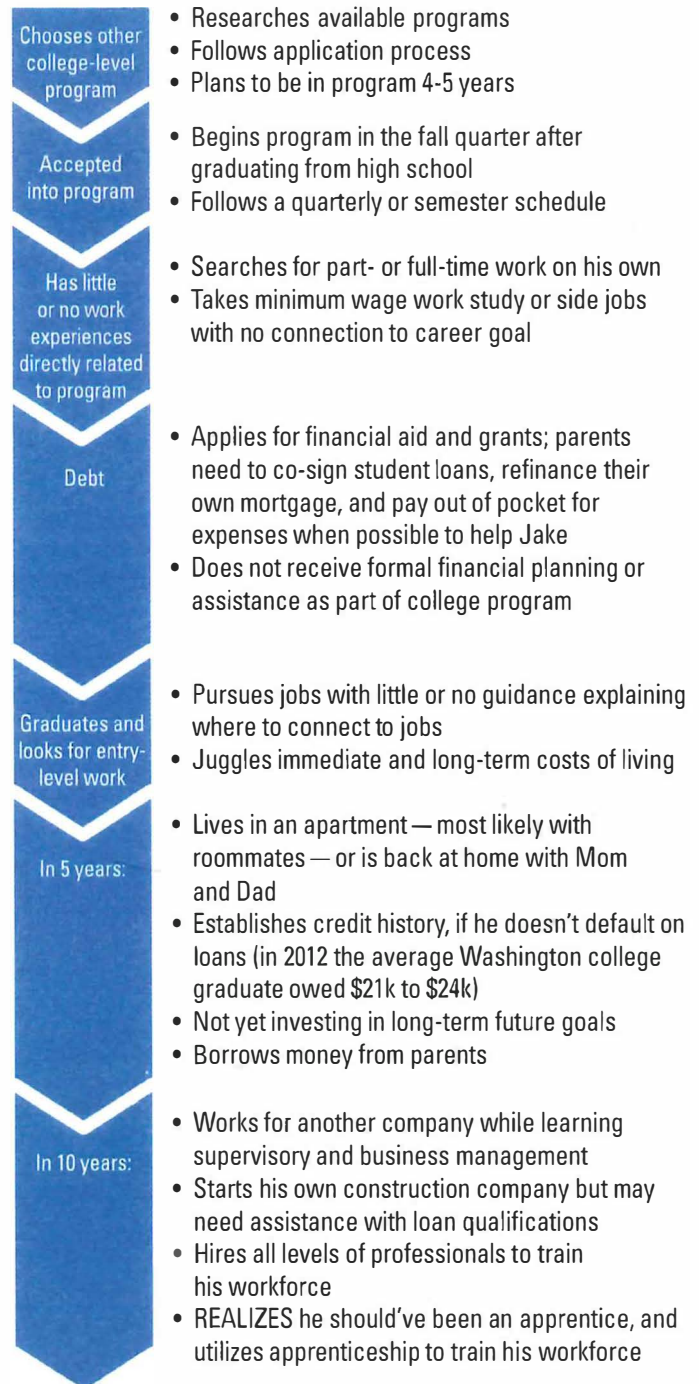 Chooses other
college-level
program
• Researches available programs
• Follows application process
• Plans to be in program 4-5 years
Accepted
into program
• Begins program in the fall quarter after
graduating from high school
• Follows a quarterly or semester schedule
Has little
or no work
experiences
directly related
to program
• Searches for part- or full-time work on his own
• Takes minimum wage work study or side jobs
with no connection to career goal
Debt
• Applies for financial aid and grants; parents
need to co-sign student loans, refinance their
own mortgage, and pay out of pocket for
expenses when possible to help Jake
• Does not receive formal financial planning or
assistance as part of college program
Graduates and
looks for entry-
level work
• Pursues jobs with little or no guidance explaining
where to connect to jobs
• Juggles immediate and long-term costs of living
In 5 years:
• Lives in an apartment — most likely with
roommates — or is back at home with Mom
and Dad
• Establishes credit history, if he doesn't default on
loans (in 2012 the average Washington college
graduate owed $21k to $24k)
• Not yet investing in long-term future goals
• Borrows money from parents
In 10 years:
• Works for another company while learning
supervisory and business management
• Starts his own construction company but may
need assistance with loan qualifications
• Hires all levels of professionals to train
his workforce
• REALIZES he should've been an apprentice, and
utilizes apprenticeship to train his workforce